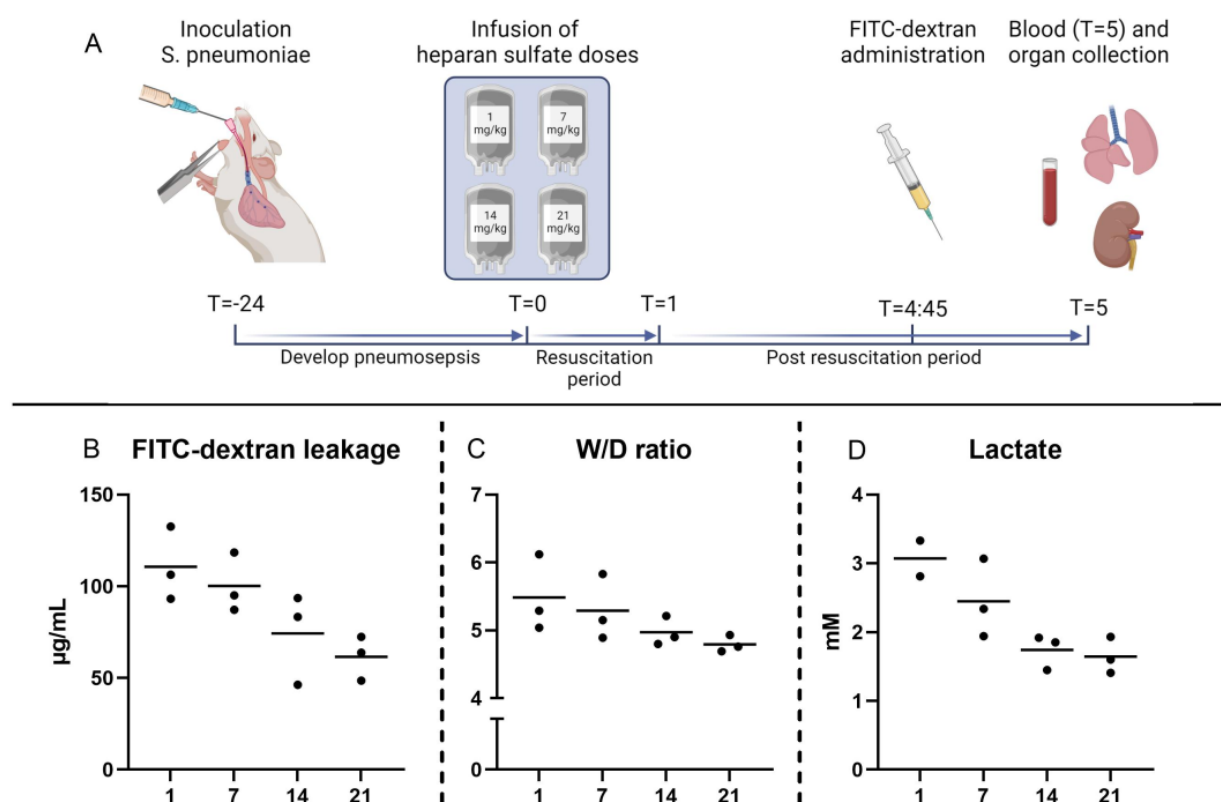 A
Inoculation
S. pneumoniae
Infusion of
heparan sulfate doses
FITC-dextran
administration
Blood (T=5) and
organ collection
1
mg/kg
7
mg/kg
14
mg/kg
21
mg/kg
T=-24
T=0
T=1
T=4:45
T=5
Develop pneumosepsis
Resuscitation
period
Post resuscitation period
B
FITC-dextran leakage
150
100
50
0
µg/mL
1 7 14 21
C
W/D ratio
7
6
5
4
0
1 7 14 21
D
Lactate
4
3
2
1
0
mM
1 7 14 21